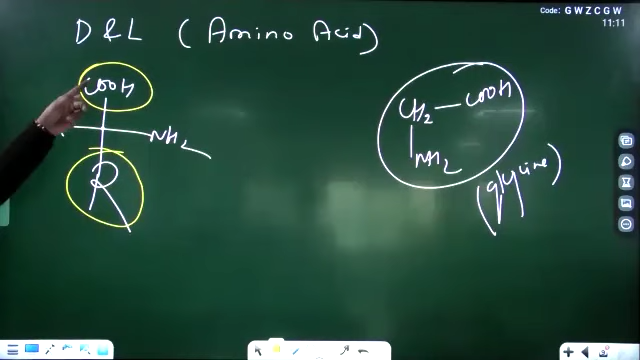 Code: GWZCGW
11:11
D & L ( Amino Acid )
COOH
NH2
R
CH2 — COOH
NH2
(glycine)